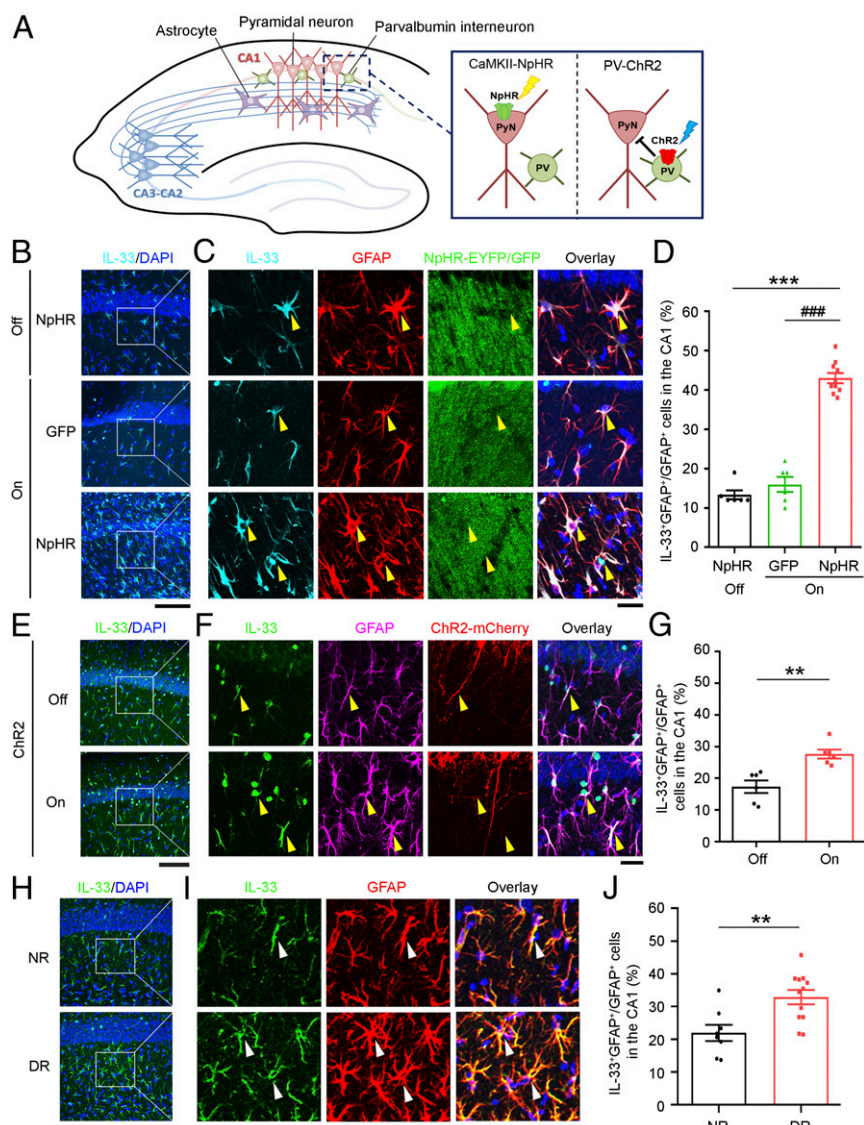 A
Astrocyte
Pyramidal neuron
Parvalbumin interneuron
CA1
CA3-CA2
CaMKII-NpHR
PV-ChR2
NpHR
PyN
PV
PyN
ChR2
PV
B
IL-33/DAPI
Off
NpHR
On
GFP
NpHR
C
IL-33
GFAP
NpHR-EYFP/GFP
Overlay
D
***
###
IL-33+GFAP+/GFAP+ cells in the CA1 (%)
60
50
40
30
20
10
0
NpHR
GFP
NpHR
Off
On
E
IL-33/DAPI
ChR2
Off
On
F
IL-33
GFAP
ChR2-mCherry
Overlay
G
**
IL-33+GFAP+/GFAP+
cells in the CA1 (%)
60
50
40
30
20
10
0
Off
On
H
IL-33/DAPI
NR
DR
I
IL-33
GFAP
Overlay
J
**
IL-33+GFAP+/GFAP+ cells
in the CA1 (%)
60
50
40
30
20
10
0
NR
DR